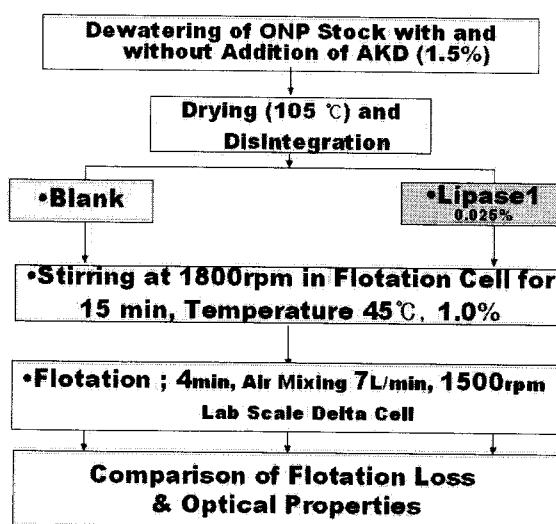 Dewatering of ONP Stock with and
without Addition of AKD (1.5%)
Drying (105 ℃) and
Disintegration
•Blank
•Lipase1
0.025%
•Stirring at 1800rpm in Flotation Cell for
15 min, Temperature 45℃, 1.0%
•Flotation ; 4min, Air Mixing 7L/min, 1500rpm
Lab Scale Delta Cell
Comparison of Flotation Loss
& Optical Properties